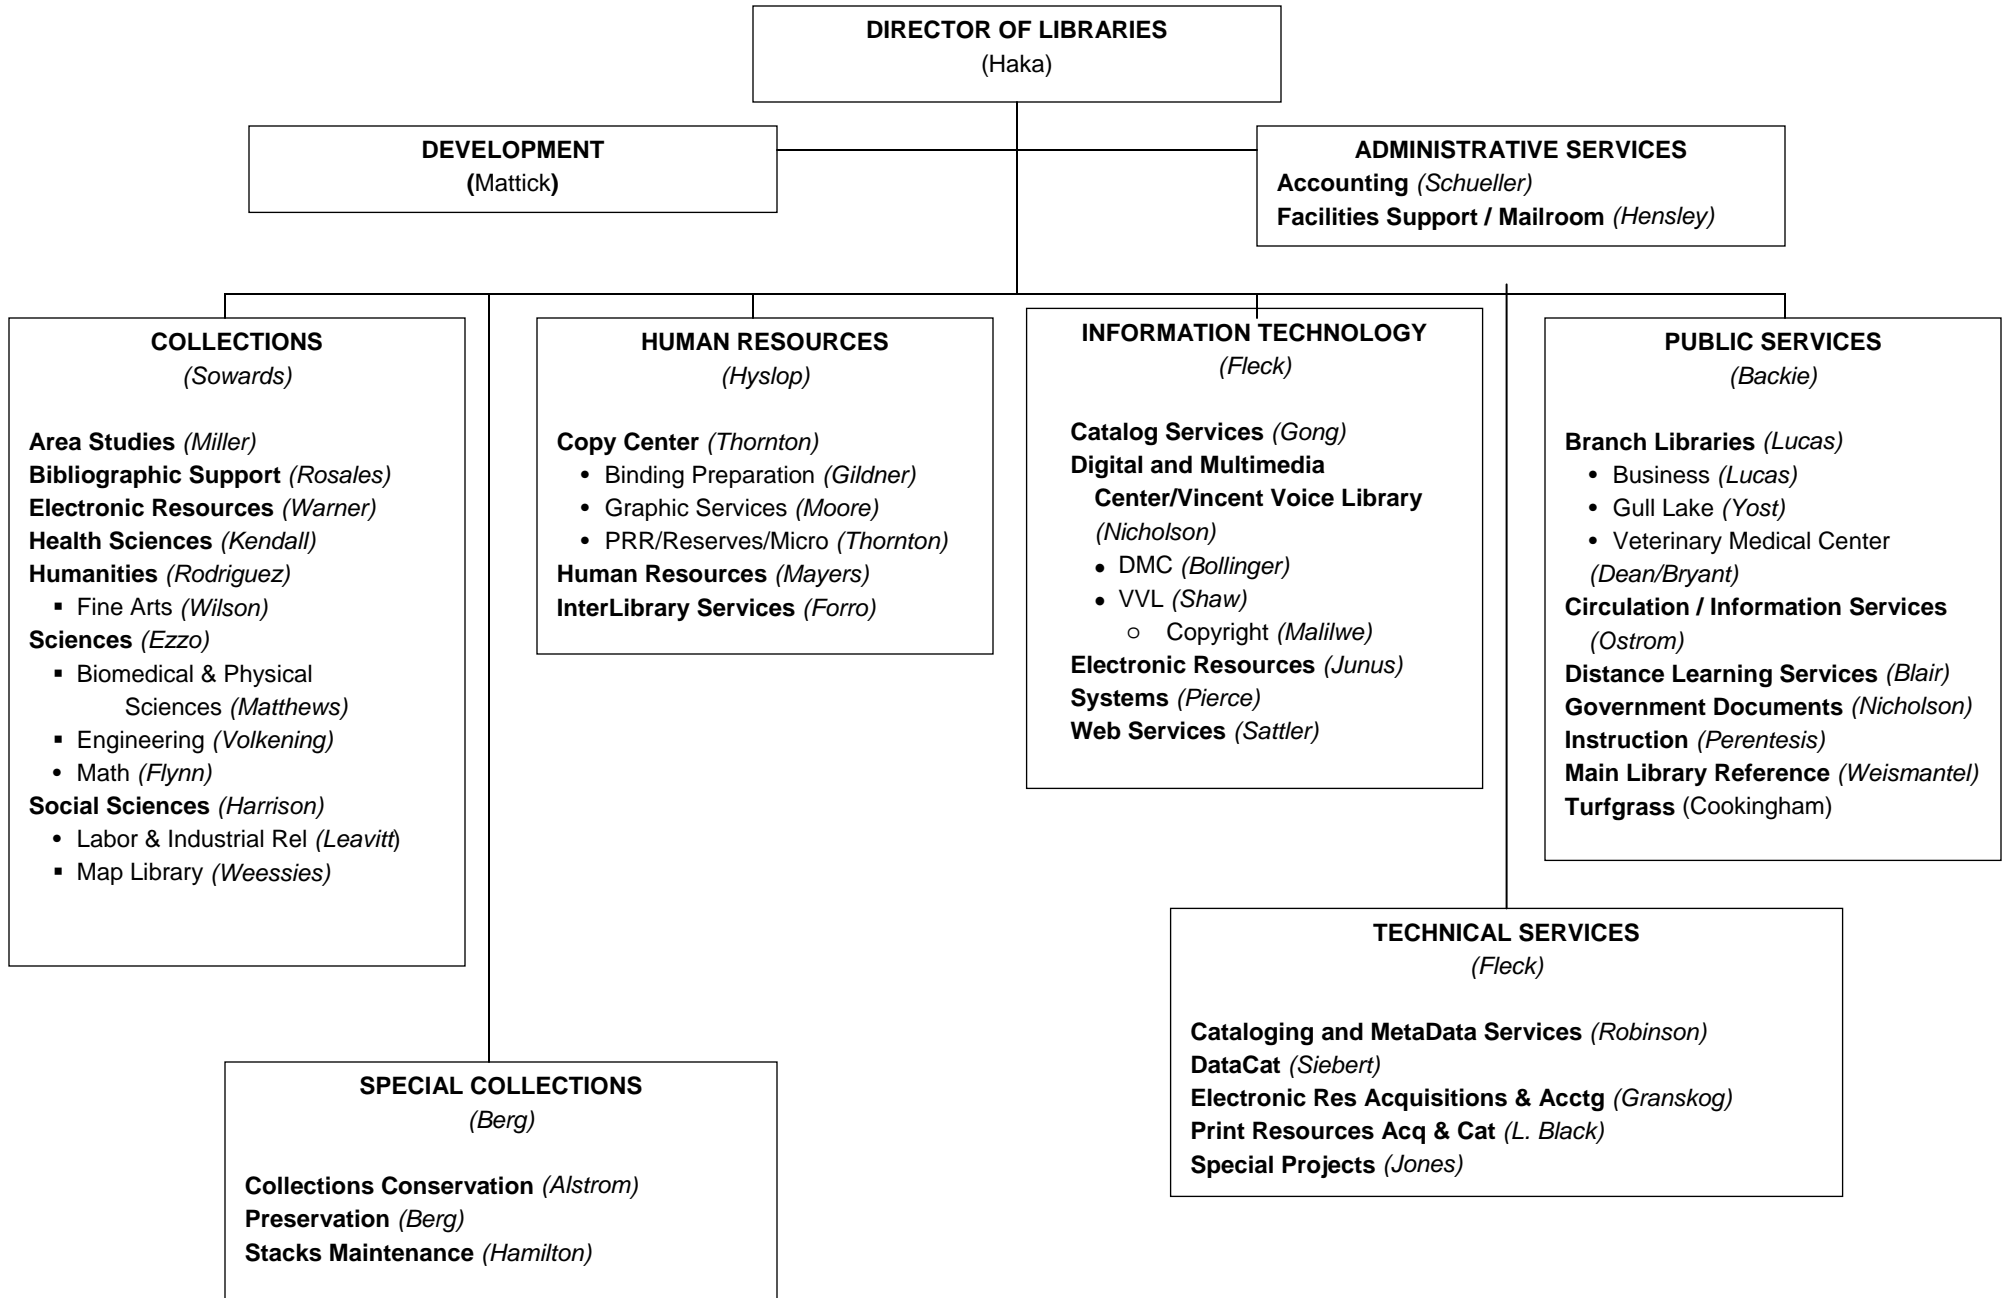 DIRECTOR OF LIBRARIES
(Haka)
DEVELOPMENT
(Mattick)
ADMINISTRATIVE SERVICES
Accounting (Schueller)
Facilities Support / Mailroom (Hensley)
COLLECTIONS
(Sowards)
Area Studies (Miller)
Bibliographic Support (Rosales)
Electronic Resources (Warner)
Health Sciences (Kendall)
Humanities (Rodriguez)
▪ Fine Arts (Wilson)
Sciences (Ezzo)
▪ Biomedical & Physical
Sciences (Matthews)
▪ Engineering (Volkening)
• Math (Flynn)
Social Sciences (Harrison)
• Labor & Industrial Rel (Leavitt)
▪ Map Library (Weessies)
HUMAN RESOURCES
(Hyslop)
Copy Center (Thornton)
• Binding Preparation (Gildner)
• Graphic Services (Moore)
• PRR/Reserves/Micro (Thornton)
Human Resources (Mayers)
InterLibrary Services (Forro)
INFORMATION TECHNOLOGY
(Fleck)
Catalog Services (Gong)
Digital and Multimedia
Center/Vincent Voice Library
(Nicholson)
• DMC (Bollinger)
• VVL (Shaw)
○ Copyright (Malilwe)
Electronic Resources (Junus)
Systems (Pierce)
Web Services (Sattler)
PUBLIC SERVICES
(Backie)
Branch Libraries (Lucas)
• Business (Lucas)
• Gull Lake (Yost)
• Veterinary Medical Center
(Dean/Bryant)
Circulation / Information Services
(Ostrom)
Distance Learning Services (Blair)
Government Documents (Nicholson)
Instruction (Perentesis)
Main Library Reference (Weismantel)
Turfgrass (Cookingham)
SPECIAL COLLECTIONS
(Berg)
Collections Conservation (Alstrom)
Preservation (Berg)
Stacks Maintenance (Hamilton)
TECHNICAL SERVICES
(Fleck)
Cataloging and MetaData Services (Robinson)
DataCat (Siebert)
Electronic Res Acquisitions & Acctg (Granskog)
Print Resources Acq & Cat (L. Black)
Special Projects (Jones)